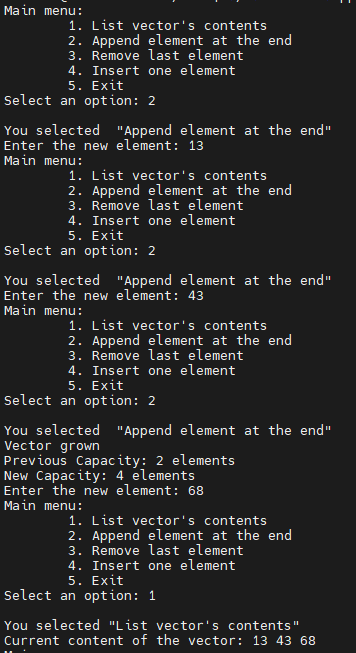 Main menu:
1. List vector's contents
2. Append element at the end
3. Remove last element
4. Insert one element
5. Exit
Select an option: 2
You selected  "Append element at the end"
Enter the new element: 13
Main menu:
1. List vector's contents
2. Append element at the end
3. Remove last element
4. Insert one element
5. Exit
Select an option: 2
You selected  "Append element at the end"
Enter the new element: 43
Main menu:
1. List vector's contents
2. Append element at the end
3. Remove last element
4. Insert one element
5. Exit
Select an option: 2
You selected  "Append element at the end"
Vector grown
Previous Capacity: 2 elements
New Capacity: 4 elements
Enter the new element: 68
Main menu:
1. List vector's contents
2. Append element at the end
3. Remove last element
4. Insert one element
5. Exit
Select an option: 1
You selected "List vector's contents"
Current content of the vector: 13 43 68